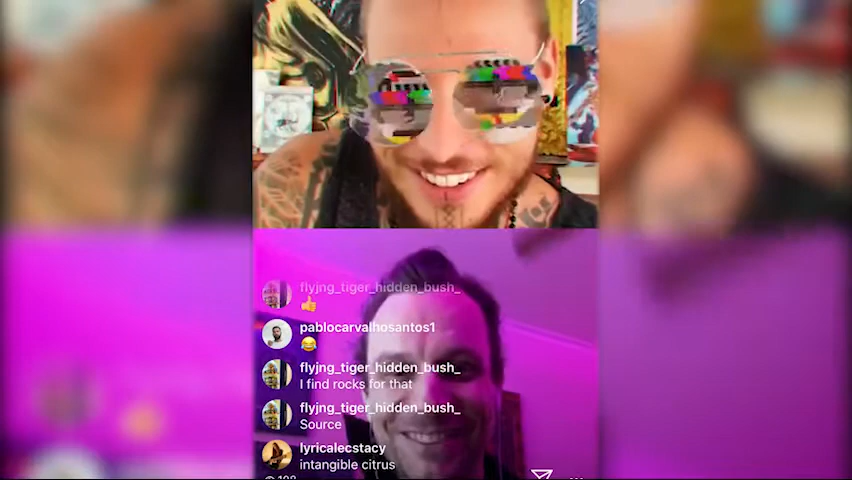 flyjng_tiger_hidden_bush_
👍
pablocarvalhosantos1
😂
flyjng_tiger_hidden_bush_
I find rocks for that
flyjng_tiger_hidden_bush_
Source
lyricalecstacy
intangible citrus